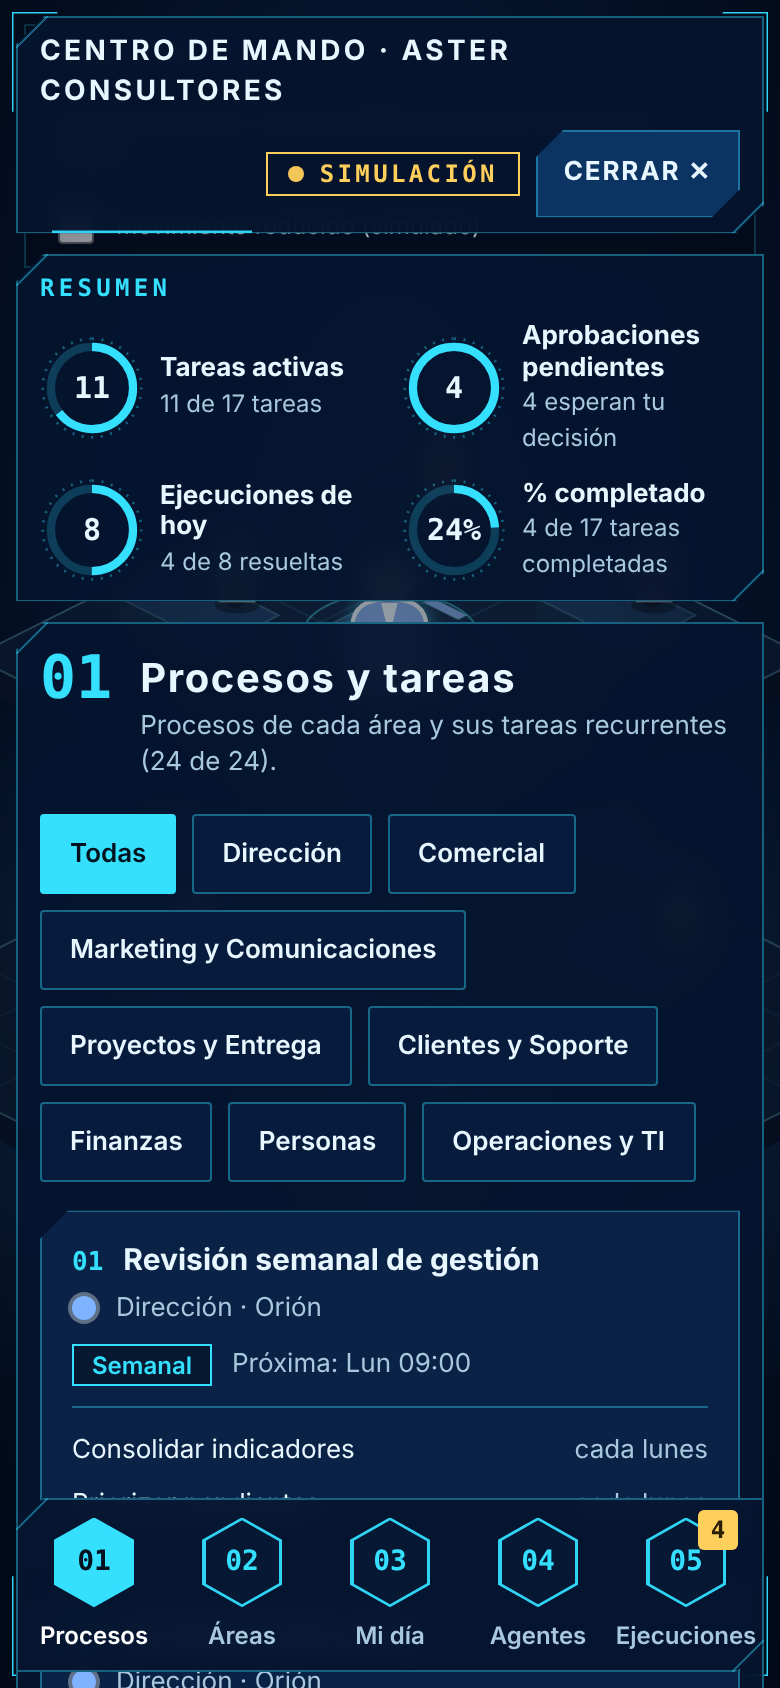 CENTRO DE MANDO · ASTER
CONSULTORES
SIMULACIÓN
CERRAR ✕
RESUMEN
11
Tareas activas
11 de 17 tareas
4
Aprobaciones
pendientes
4 esperan tu
decisión
8
Ejecuciones de
hoy
4 de 8 resueltas
24%
% completado
4 de 17 tareas
completadas
01
Procesos y tareas
Procesos de cada área y sus tareas recurrentes
(24 de 24).
Todas
Dirección
Comercial
Marketing y Comunicaciones
Proyectos y Entrega
Clientes y Soporte
Finanzas
Personas
Operaciones y TI
01 Revisión semanal de gestión
Dirección · Orión
Semanal
Próxima: Lun 09:00
Consolidar indicadores
cada lunes
01
Procesos
02
Áreas
03
Mi día
04
Agentes
05
4
Ejecuciones
Dirección · Orión